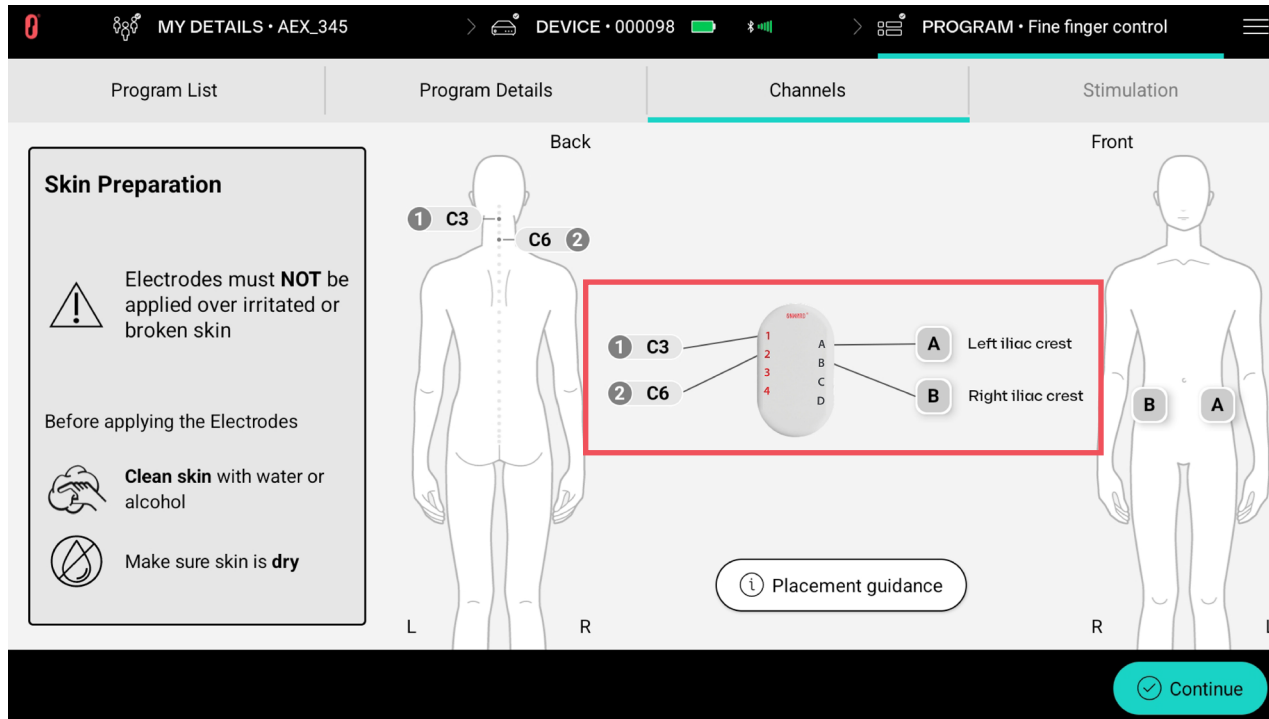 MY DETAILS • AEX_345
DEVICE • 000098
PROGRAM • Fine finger control
Program List
Program Details
Channels
Stimulation
Skin Preparation
Electrodes must NOT be
applied over irritated or
broken skin
Before applying the Electrodes
Clean skin with water or
alcohol
Make sure skin is dry
Back
1 C3
C6 2
L
R
1 C3
2 C6
1
2
3
4
A
B
C
D
A Left iliac crest
B Right iliac crest
Placement guidance
Front
B
A
R
Continue